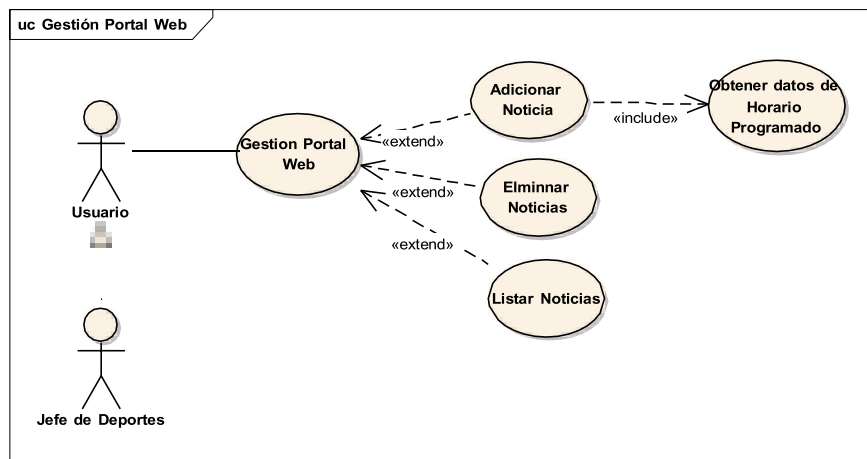 uc Gestión Portal Web
Adicionar
Noticia
Obtener datos de
Horario
Programado
«include»
«extend»
Gestion Portal
Web
Elminnar
Noticias
«extend»
Usuario
«extend»
Listar Noticias
Jefe de Deportes